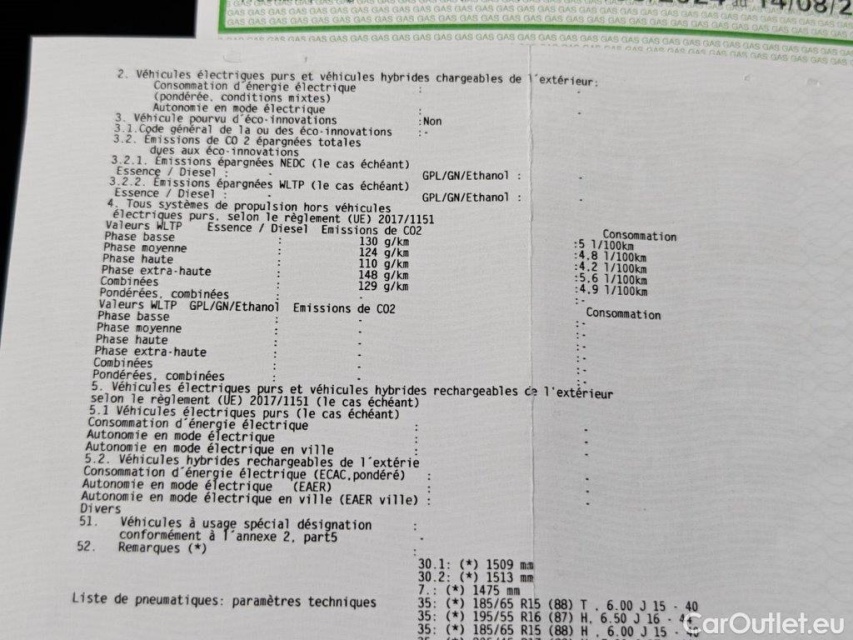 14/08/2
GAS GAS GAS GAS GAS GAS GAS GAS GAS GAS
2. Véhicules électriques purs et véhicules hybrides chargeables de l'extérieur:
Consommation d'énergie électrique : -
(pondérée, conditions mixtes)
Autonomie en mode électrique : -
3. Véhicule pourvu d'éco-innovations :Non
3.1.Code général de la ou des éco-innovations :-
3.2. Emissions de CO 2 épargnées totales
dues aux éco-innovations
3.2.1. Emissions épargnées NEDC (le cas échéant)
Essence / Diesel : - GPL/GN/Ethanol : -
3.2.2. Emissions épargnées WLTP (le cas échéant)
Essence / Diesel : - GPL/GN/Ethanol : -
4. Tous systèmes de propulsion hors véhicules
électriques purs, selon le règlement (UE) 2017/1151
Valeurs WLTP Essence / Diesel Emissions de CO2 Consommation
Phase basse : 130 g/km :5 l/100km
Phase moyenne : 124 g/km :4,8 l/100km
Phase haute : 110 g/km :4,2 l/100km
Phase extra-haute : 148 g/km :5,6 l/100km
Combinées : 129 g/km :4,9 l/100km
Pondérées, combinées : - :-
Valeurs WLTP GPL/GN/Ethanol Emissions de CO2 Consommation
Phase basse : - :-
Phase moyenne : - :-
Phase haute : - :-
Phase extra-haute : - :-
Combinées : - :-
Pondérées, combinées : - :-
5. Véhicules électriques purs et véhicules hybrides rechargeables de l'extérieur
selon le règlement (UE) 2017/1151 (le cas échéant)
5.1 Véhicules électriques purs (le cas échéant)
Consommation d'énergie électrique : -
Autonomie en mode électrique : -
Autonomie en mode électrique en ville : -
5.2. Véhicules hybrides rechargeables de l'extérie
Consommation d'énergie électrique (ECAC,pondéré) : -
Autonomie en mode électrique (EAER) : -
Autonomie en mode électrique en ville (EAER ville) : -
Divers
51. Véhicules à usage spécial désignation :
conformément à l'annexe 2, part5 -
52. Remarques (*) :
30.1: (*) 1509 mm
30.2: (*) 1513 mm
7.: (*) 1475 mm
Liste de pneumatiques: paramètres techniques 35: (*) 185/65 R15 (88) T , 6.00 J 15 - 40
35: (*) 195/55 R16 (87) H, 6.50 J 16 - 44
35: (*) 185/65 R15 (88) H , 6.00 J 15 - 40
CarOutlet.eu